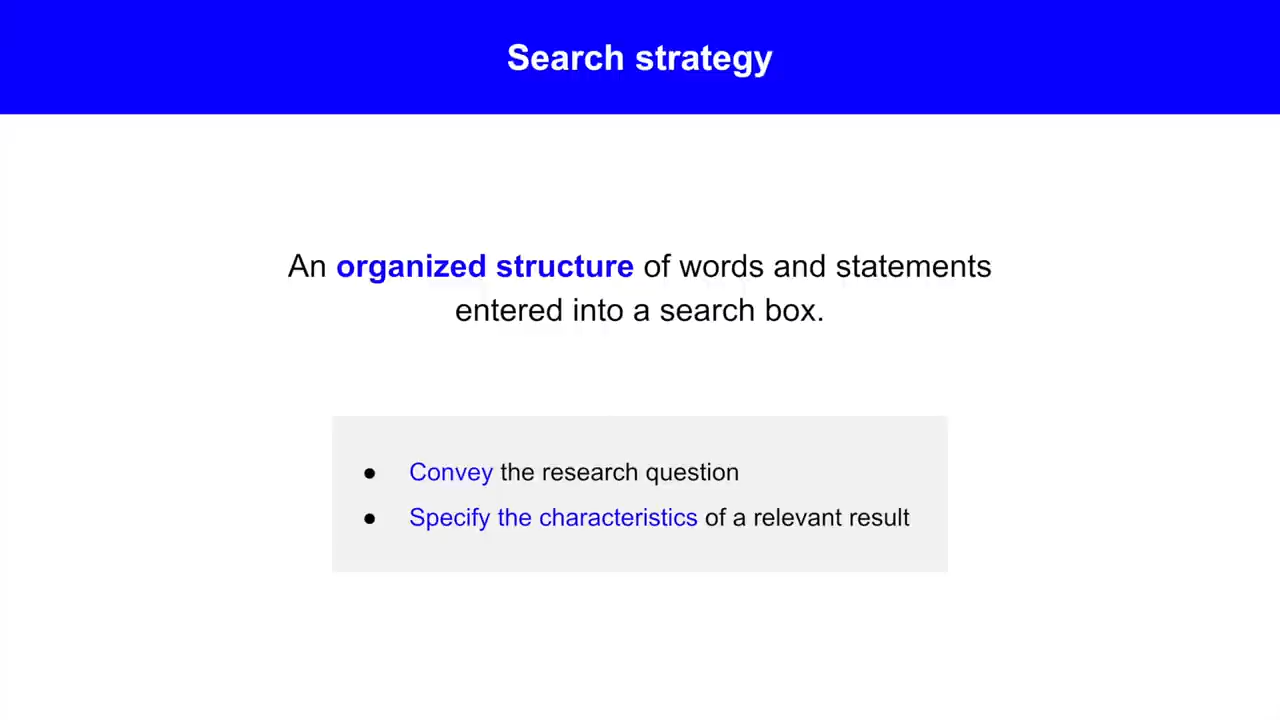 Search strategy
An organized structure of words and statements
entered into a search box.
● Convey the research question
● Specify the characteristics of a relevant result